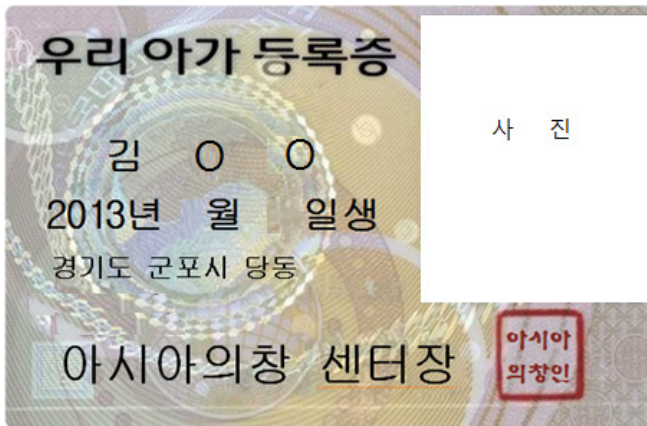 우리 아가 등록증
사 진
김 O O
2013년 월 일생
경기도 군포시 당동
아시아의창 센터장
아시아
의창인